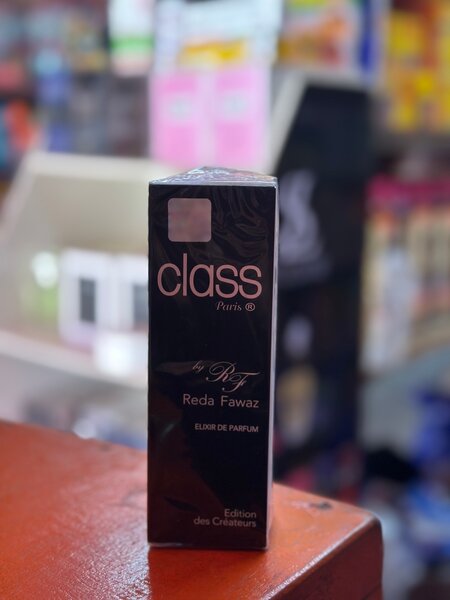 class
Paris ®
by RF
Reda Fawaz
ELIXIR DE PARFUM
Edition
des Créateurs